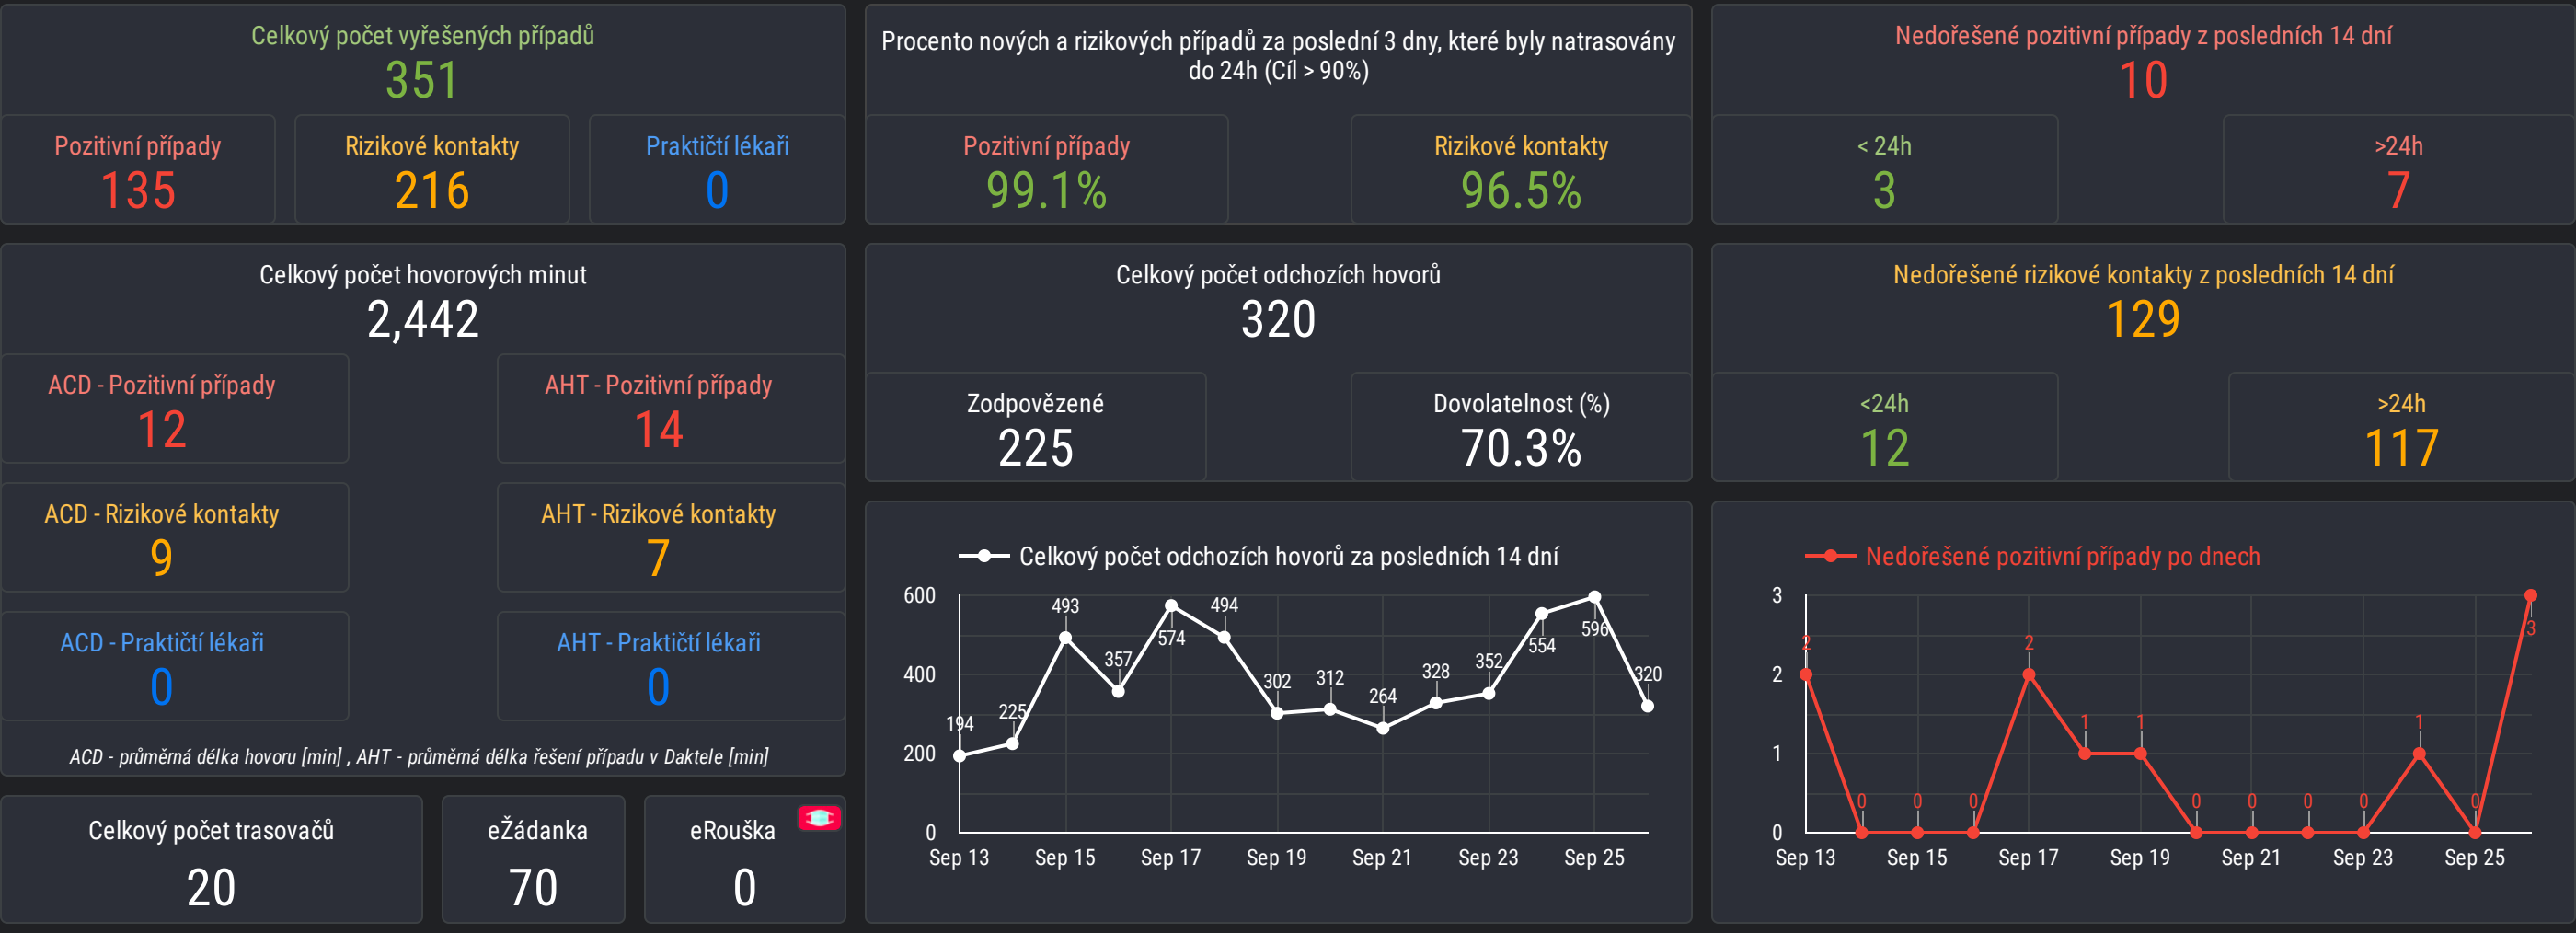 Celkový počet vyřešených případů
351
Pozitivní případy
135
Rizikové kontakty
216
Praktičtí lékaři
0
Procento nových a rizikových případů za poslední 3 dny, které byly natrasovány
do 24h (Cíl > 90%)
Pozitivní případy
99.1%
Rizikové kontakty
96.5%
Nedořešené pozitivní případy z posledních 14 dní
10
< 24h
3
>24h
7
Celkový počet hovorových minut
2,442
ACD - Pozitivní případy
12
AHT - Pozitivní případy
14
ACD - Rizikové kontakty
9
AHT - Rizikové kontakty
7
ACD - Praktičtí lékaři
0
AHT - Praktičtí lékaři
0
ACD - průměrná délka hovoru [min] , AHT - průměrná délka řešení případu v Daktele [min]
Celkový počet odchozích hovorů
320
Zodpovězené
225
Dovolatelnost (%)
70.3%
Nedořešené rizikové kontakty z posledních 14 dní
129
<24h
12
>24h
117
Celkový počet trasovačů
20
eŽádanka
70
eRouška
0
Celkový počet odchozích hovorů za posledních 14 dní
600
400
200
0
194 225 493 357 574 494 302 312 264 328 352 554 596 320
Sep 13 Sep 15 Sep 17 Sep 19 Sep 21 Sep 23 Sep 25
Nedořešené pozitivní případy po dnech
3
2
1
0
2 0 0 0 2 1 1 0 0 0 0 1 0 3
Sep 13 Sep 15 Sep 17 Sep 19 Sep 21 Sep 23 Sep 25